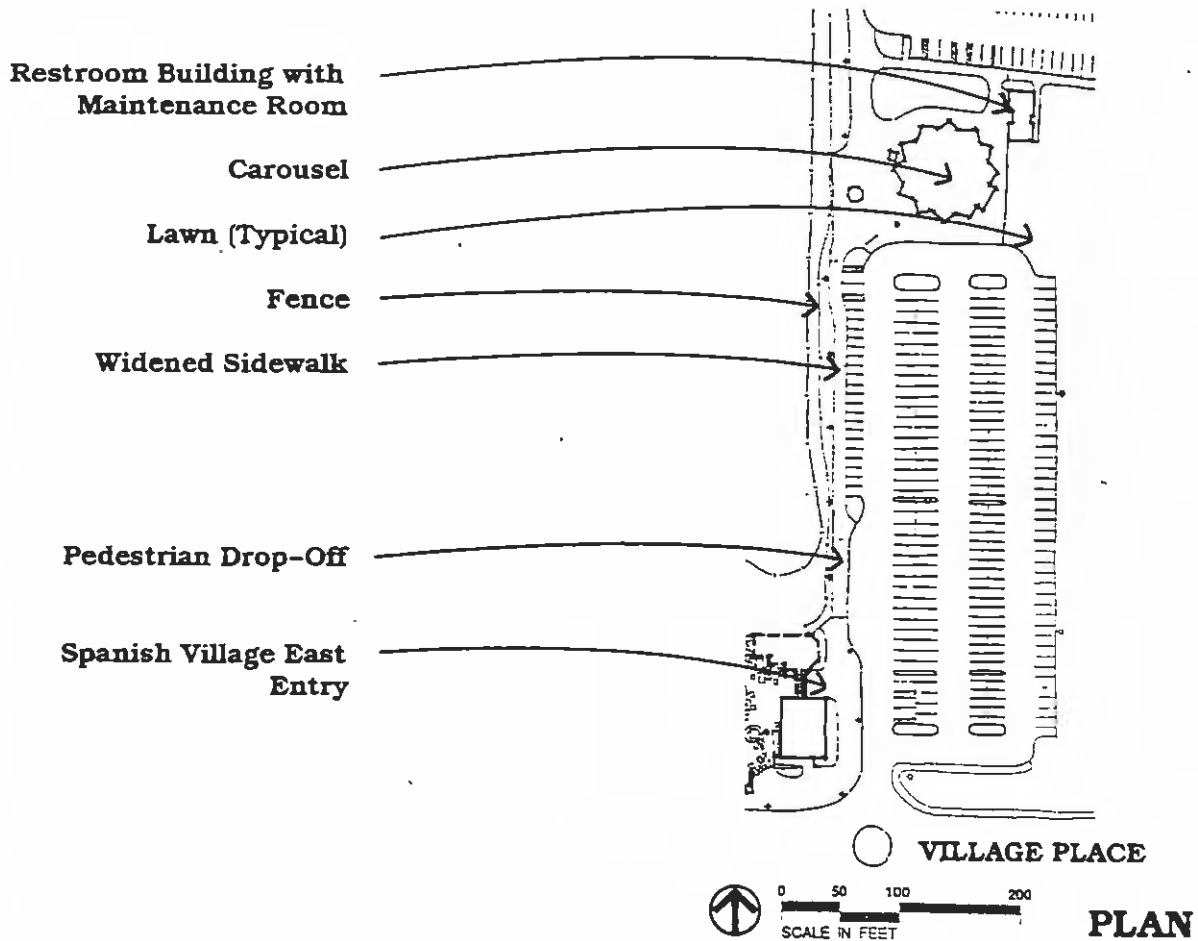 Restroom Building with
Maintenance Room
Carousel
Lawn (Typical)
Fence
Widened Sidewalk
Pedestrian Drop-Off
Spanish Village East
Entry
VILLAGE PLACE
0 50 100 200
SCALE IN FEET
PLAN